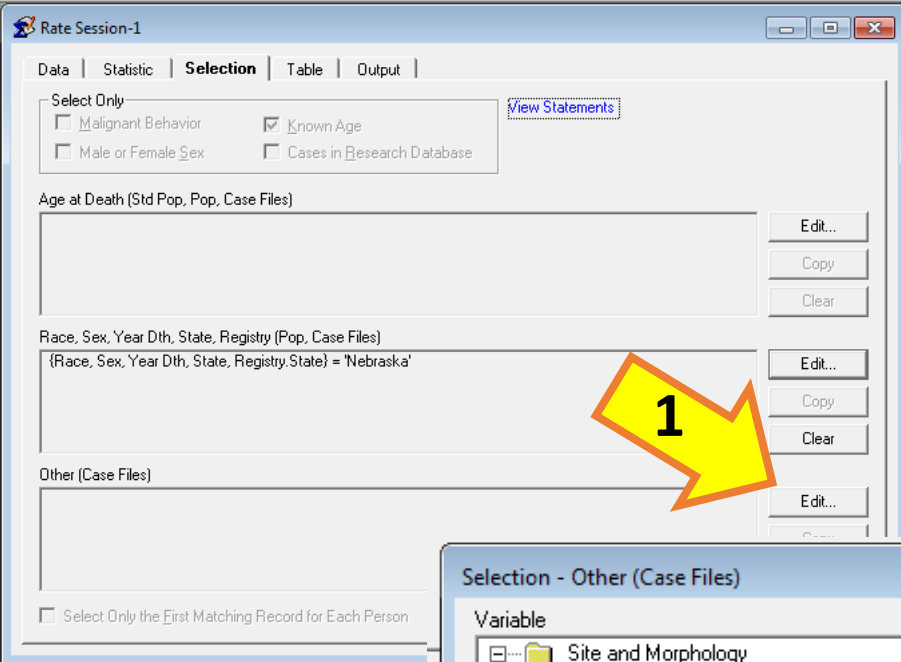 Rate Session-1
Data Statistic Selection Table Output
Select Only
View Statements
Malignant Behavior Known Age
Male or Female Sex Cases in Research Database
Age at Death (Std Pop, Pop, Case Files)
Edit...
Copy
Clear
Race, Sex, Year Dth, State, Registry (Pop, Case Files)
{Race, Sex, Year Dth, State, Registry.State} = 'Nebraska'
Edit...
1
Copy
Clear
Other (Case Files)
Edit...
Selection - Other (Case Files)
Select Only the First Matching Record for Each Person
Variable
Site and Morphology